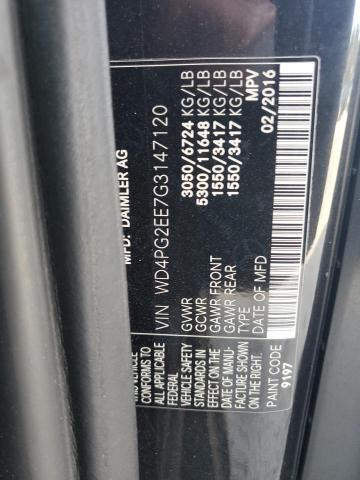 MFD: DAIMLER AG
VIN WD4PG2EE7G3147120
GVWR 3050/6724 KG/LB
GCWR 5300/11648 KG/LB
GAWR FRONT 1550/3417 KG/LB
GAWR REAR 1550/3417 KG/LB
MPV
DATE OF MFD 02/2016
THIS VEHICLE
CONFORMS TO
ALL APPLICABLE
FEDERAL
VEHICLE SAFETY
STANDARDS IN
EFFECT ON THE
DATE OF MANU-
FACTURE SHOWN
ON THE RIGHT.
PAINT CODE
9197